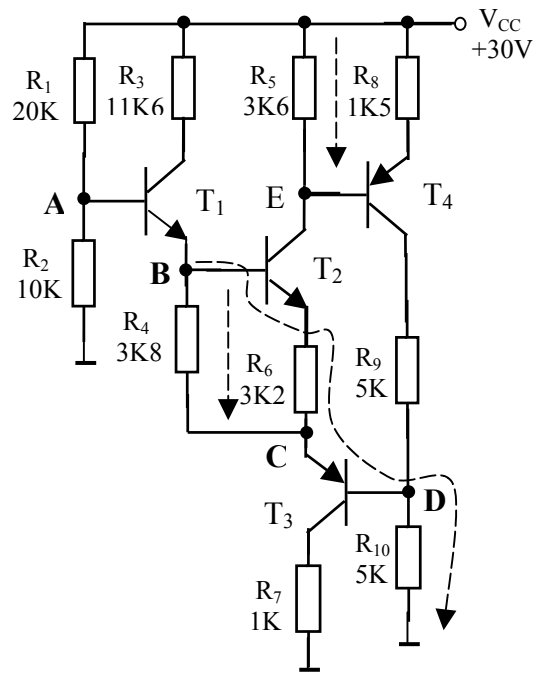 V_CC
+30V
R₁
20K
R₃
11K6
R₅
3K6
R₈
1K5
A
T₁
E
T₄
R₂
10K
B
T₂
R₄
3K8
R₆
3K2
R₉
5K
C
D
T₃
R₁₀
5K
R₇
1K